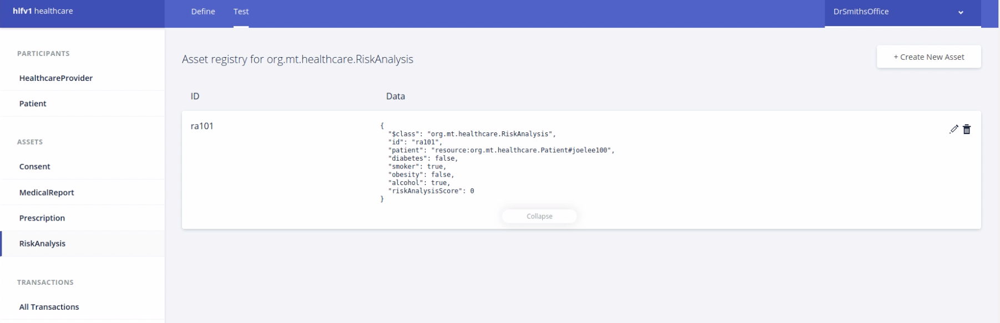 hlfv1 healthcare
Define Test
DrSmithsOffice
PARTICIPANTS
HealthcareProvider
Patient
ASSETS
Consent
MedicalReport
Prescription
RiskAnalysis
TRANSACTIONS
All Transactions
Asset registry for org.mt.healthcare.RiskAnalysis
+ Create New Asset
ID Data
ra101
{
"$class": "org.mt.healthcare.RiskAnalysis",
"id": "ra101",
"patient": "resource:org.mt.healthcare.Patient#joelee100",
"diabetes": false,
"smoker": true,
"obesity": false,
"alcohol": true,
"riskAnalysisScore": 0
}
Collapse